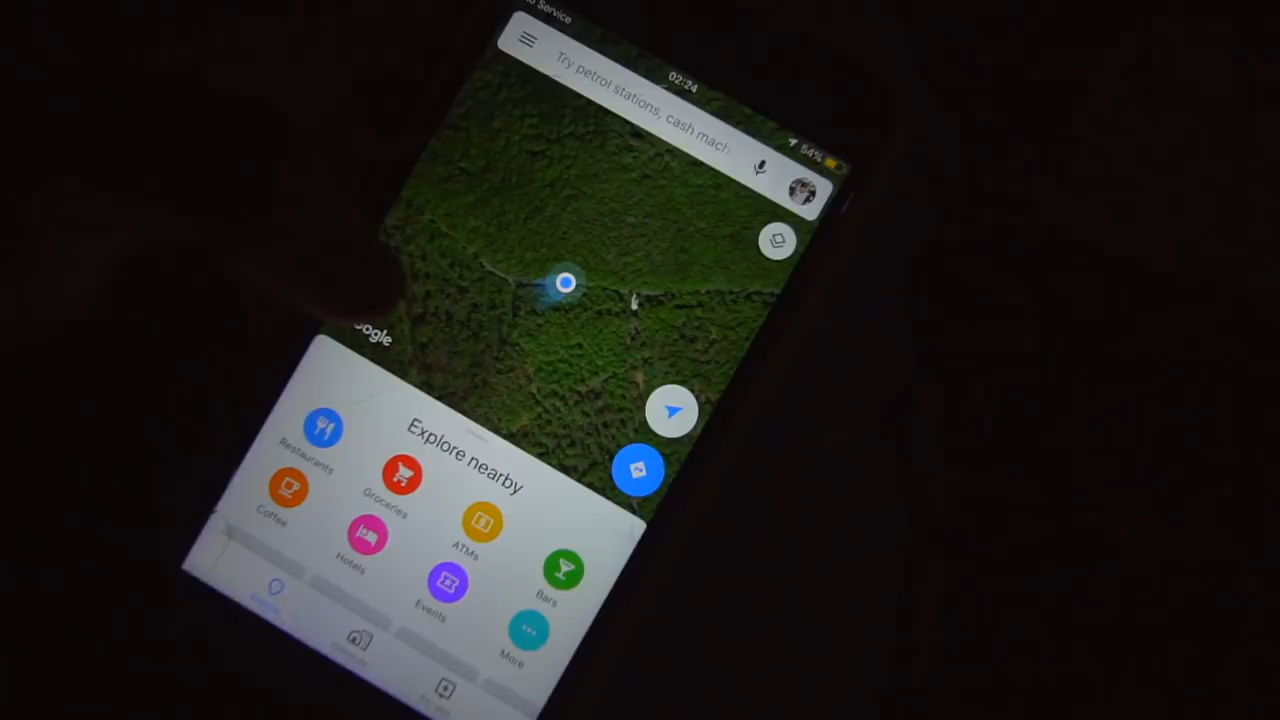 Service
02:24
54%
Try petrol stations, cash mach
oogle
Explore nearby
Restaurants
Groceries
ATMs
Bars
Coffee
Hotels
Events
More